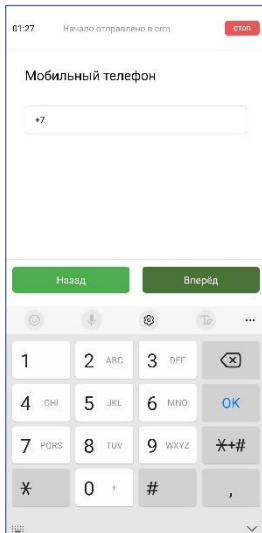 01:27 Начало отправлено в crm стоп
Мобильный телефон
+7
Назад Вперёд
1 2 ABC 3 DEF
4 GHI 5 JKL 6 MNO OK
7 PQRS 8 TUV 9 WXYZ *+#
* 0 + # ,